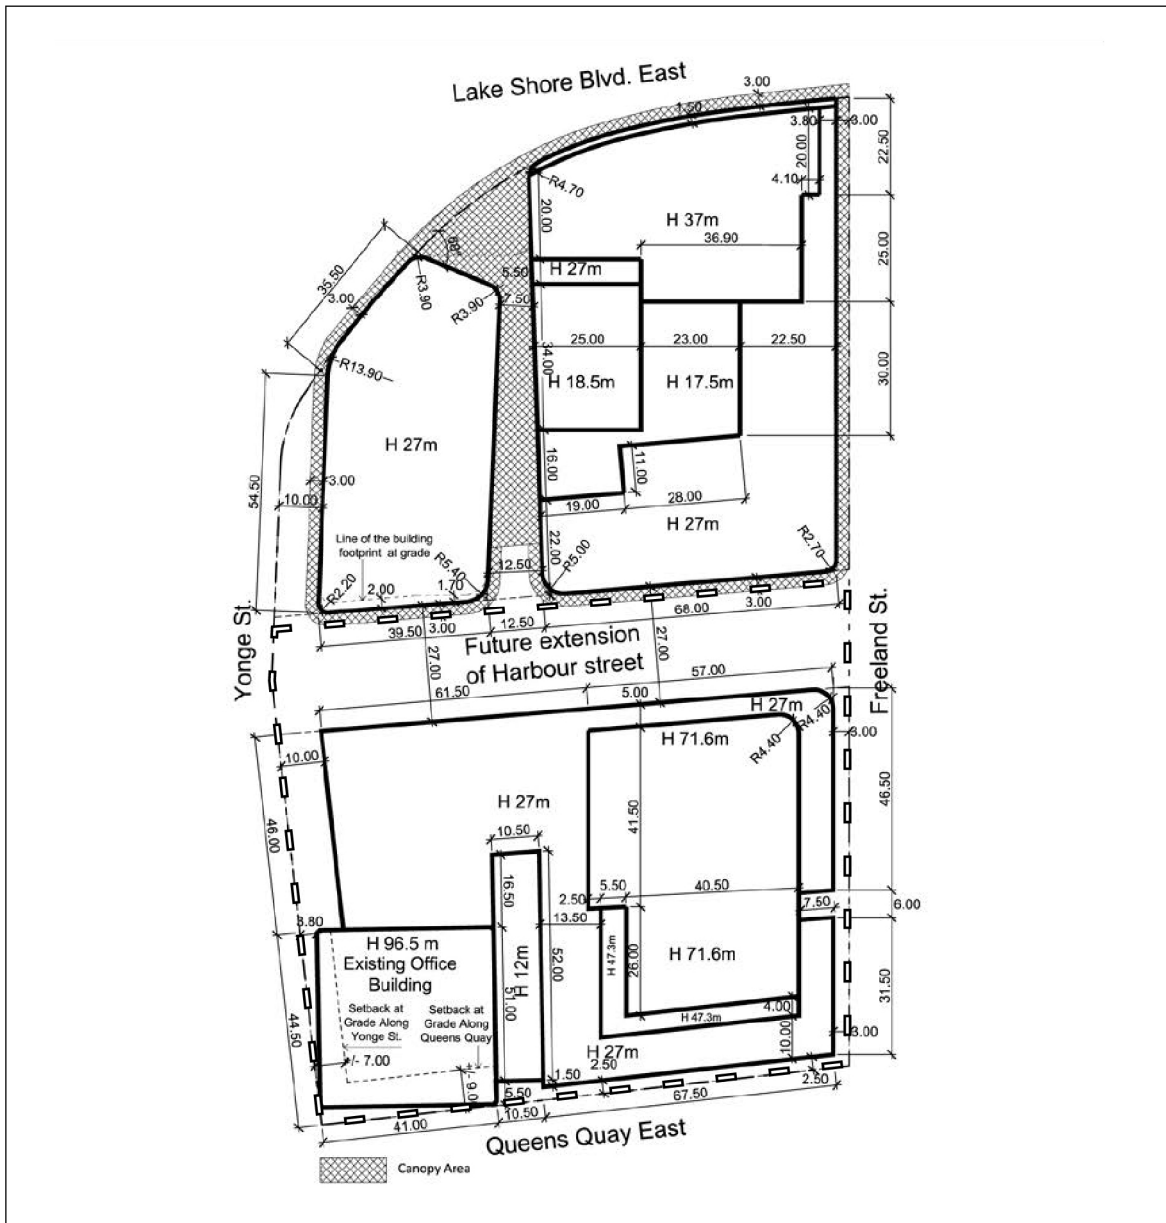 Lake Shore Blvd. East
3.00
1.50
3.80
3.00
22.50
20.00
4.10
R4.70
20.00
H 37m
36.90
25.00
68°
35.50
R3.90
5.50
H 27m
3.00
R3.90
7.50
R13.90
34.00
25.00
23.00
22.50
30.00
H 18.5m
H 17.5m
H 27m
54.50
3.00
10.00
16.00
11.00
19.00
28.00
H 27m
Line of the building
footprint at grade
R5.40
12.50
22.00
R5.00
R2.70
R2.20
2.00
1.70
3.00
39.50
3.00
12.50
68.00
Yonge St.
Freeland St.
Future extension
of Harbour street
27.00
27.00
61.50
57.00
5.00
H 27m
R4.40
R4.40
H 71.6m
3.00
10.00
46.00
46.50
H 27m
41.50
10.50
16.50
2.50
5.50
40.50
7.50
6.00
3.80
13.50
H 96.5 m
Existing Office
Building
H 12m
52.00
51.00
H 47.3m
26.00
H 71.6m
31.50
Setback at
Grade Along
Yonge St.
Setback at
Grade Along
Queens Quay
44.50
+/- 7.00
+/- 9.0
4.00
H 47.3m
10.00
3.00
H 27m
1.50
2.50
5.50
2.50
41.00
10.50
67.50
Queens Quay East
Canopy Area